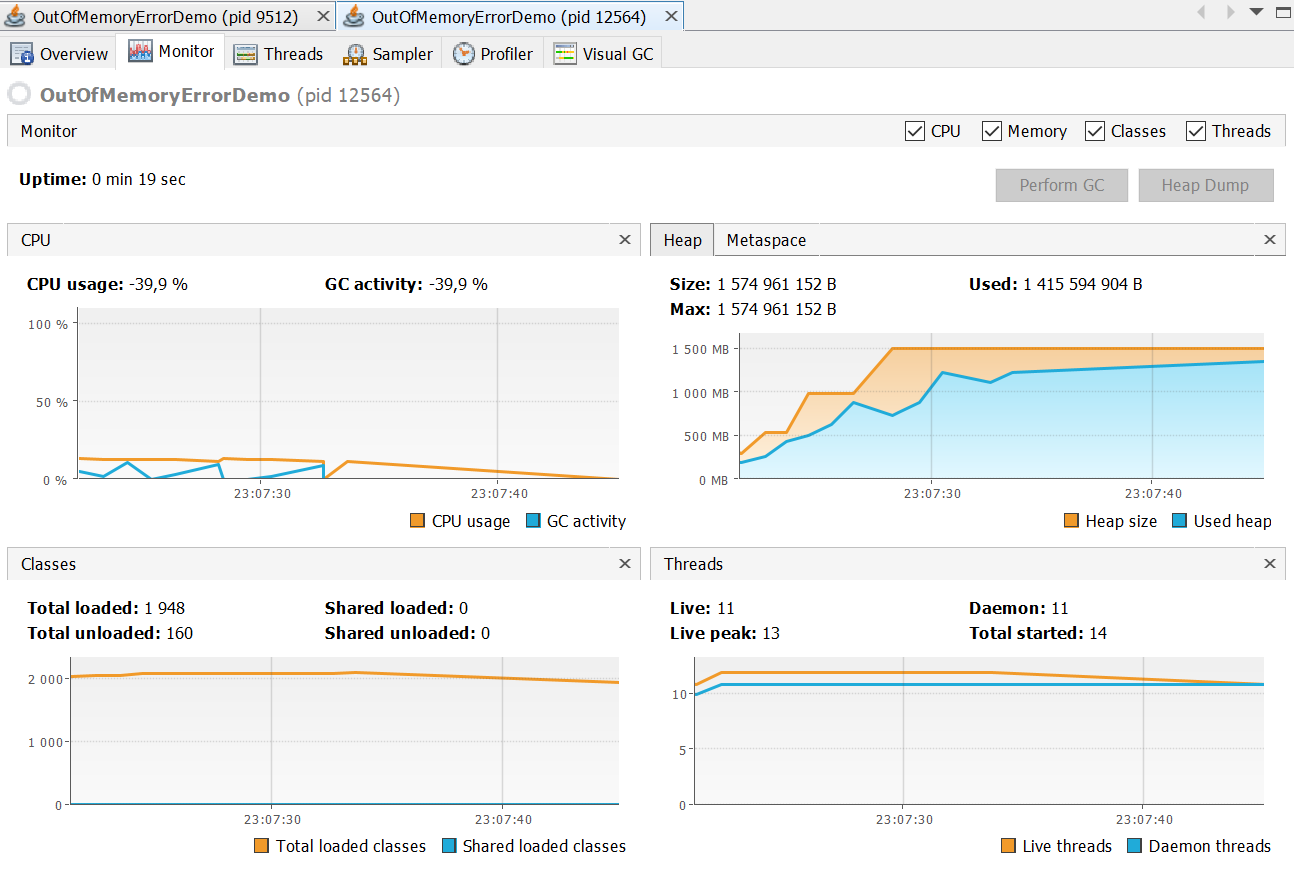 OutOfMemoryErrorDemo (pid 9512) OutOfMemoryErrorDemo (pid 12564)
Overview Monitor Threads Sampler Profiler Visual GC
OutOfMemoryErrorDemo (pid 12564)
Monitor CPU Memory Classes Threads
Uptime: 0 min 19 sec Perform GC Heap Dump
CPU
CPU usage: -39,9 % GC activity: -39,9 %
100 %
50 %
0 %
23:07:30 23:07:40
CPU usage GC activity
Heap Metaspace
Size: 1 574 961 152 B Used: 1 415 594 904 B
Max: 1 574 961 152 B
1 500 MB
1 000 MB
500 MB
0 MB
23:07:30 23:07:40
Heap size Used heap
Classes
Total loaded: 1 948 Shared loaded: 0
Total unloaded: 160 Shared unloaded: 0
2 000
1 000
0
23:07:30 23:07:40
Total loaded classes Shared loaded classes
Threads
Live: 11 Daemon: 11
Live peak: 13 Total started: 14
10
5
0
23:07:30 23:07:40
Live threads Daemon threads